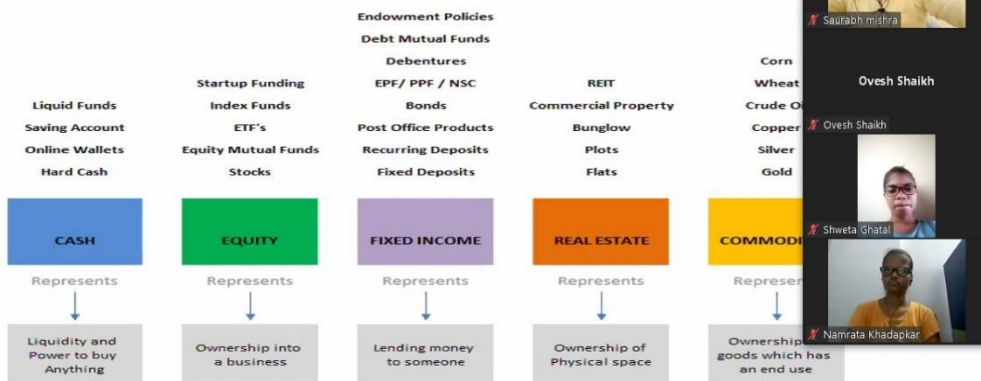 Liquid Funds
Saving Account
Online Wallets
Hard Cash
CASH
Represents
Liquidity and
Power to buy
Anything
Startup Funding
Index Funds
ETF's
Equity Mutual Funds
Stocks
EQUITY
Represents
Ownership into
a business
Endowment Policies
Debt Mutual Funds
Debentures
EPF/ PPF / NSC
Bonds
Post Office Products
Recurring Deposits
Fixed Deposits
FIXED INCOME
Represents
Lending money
to someone
REIT
Commercial Property
Bunglow
Plots
Flats
REAL ESTATE
Represents
Ownership of
Physical space
Corn
Wheat
Crude
Copper
Silver
Gold
Ownership
goods which has
an end use
Saurabh mishra
Ovesh Shaikh
Ovesh Shaikh
Shweta Ghatal
Namrata Khadapkar